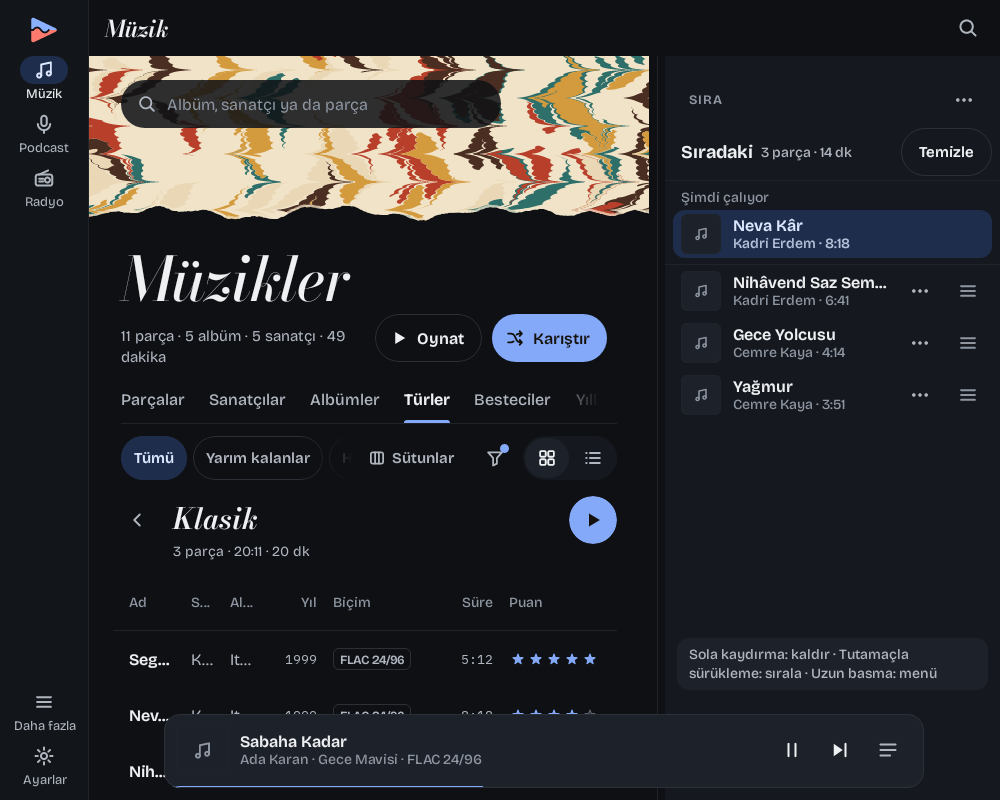 Müzik
Müzik
Podcast
Radyo
Daha fazla
Ayarlar
Albüm, sanatçı ya da parça
Müzikler
11 parça · 5 albüm · 5 sanatçı · 49
dakika
Oynat
Karıştır
Parçalar Sanatçılar Albümler Türler Besteciler
Tümü Yarım kalanlar Sütunlar
Klasik
3 parça · 20:11 · 20 dk
Ad S... Al... Yıl Biçim Süre Puan
Seg... K... It... 1999 FLAC 24/96 5:12
Nev...
Nih...
SIRA
Sıradaki 3 parça · 14 dk Temizle
Şimdi çalıyor
Neva Kâr
Kadri Erdem · 8:18
Nihâvend Saz Sem...
Kadri Erdem · 6:41
Gece Yolcusu
Cemre Kaya · 4:14
Yağmur
Cemre Kaya · 3:51
Sola kaydırma: kaldır · Tutamaçla
sürükleme: sırala · Uzun basma: menü
Sabaha Kadar
Ada Karan · Gece Mavisi · FLAC 24/96